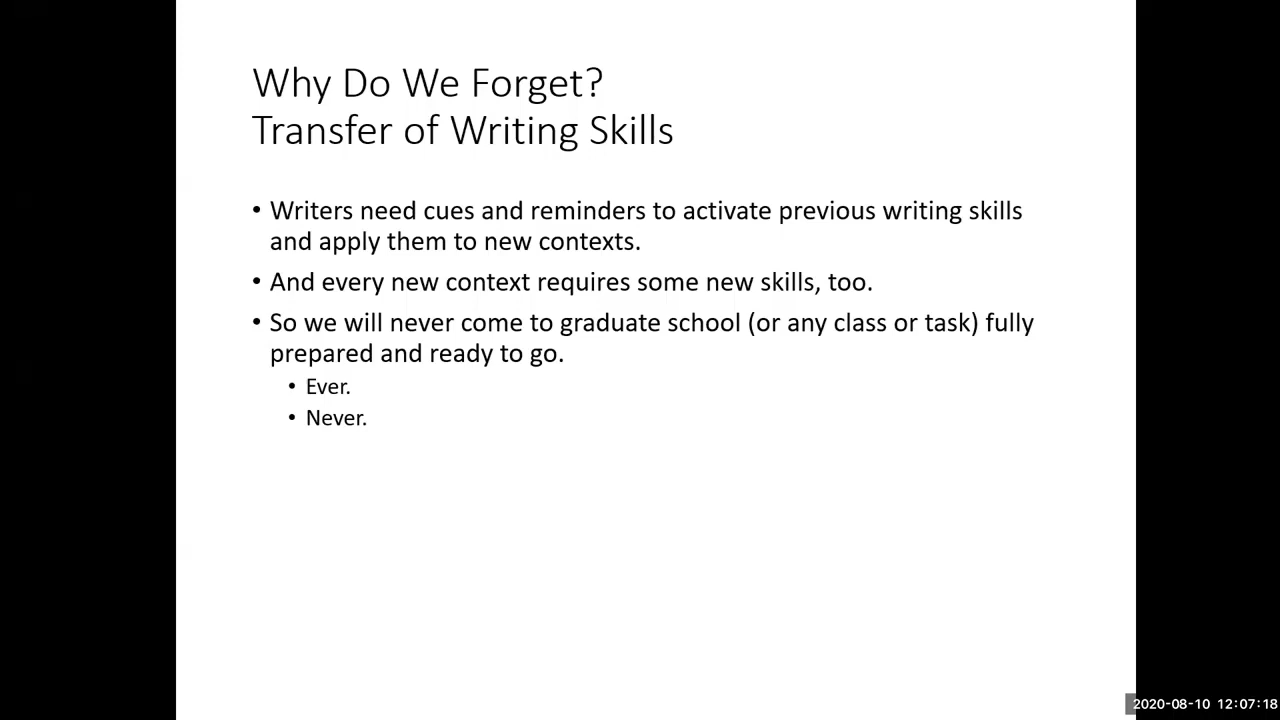 Why Do We Forget?
Transfer of Writing Skills
• Writers need cues and reminders to activate previous writing skills
and apply them to new contexts.
• And every new context requires some new skills, too.
• So we will never come to graduate school (or any class or task) fully
prepared and ready to go.
• Ever.
• Never.
2020-08-10 12:07:18